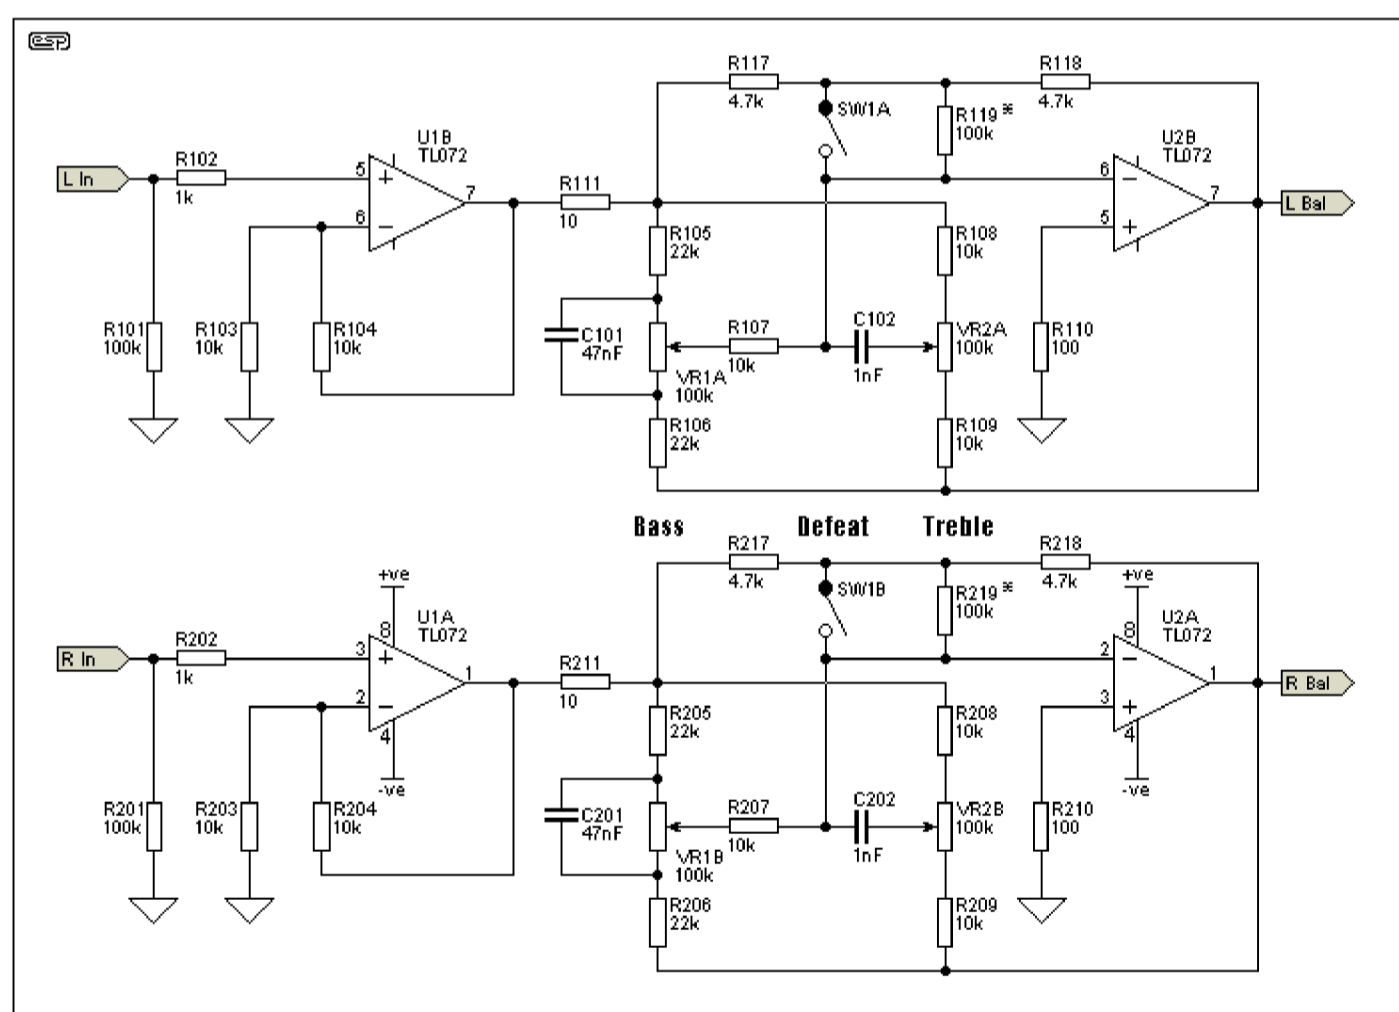 esp
R117
4.7k
R118
4.7k
SW1A
R119 *
100k
U1B
TL072
U2B
TL072
L In
R102
1k
5
+
6
−
7
R111
10
6
−
5
+
7
L Bal
R105
22k
R108
10k
R101
100k
R103
10k
R104
10k
C101
47nF
R107
10k
C102
1nF
VR2A
100k
R110
100
VR1A
100k
R106
22k
R109
10k
Bass
Defeat
Treble
R217
4.7k
R218
4.7k
+ve
+ve
SW1B
R219 *
100k
U1A
TL072
U2A
TL072
8
8
R In
R202
1k
3
+
2
−
1
4
-ve
R211
10
2
−
3
+
1
4
-ve
R Bal
R205
22k
R208
10k
R201
100k
R203
10k
R204
10k
C201
47nF
R207
10k
C202
1nF
VR2B
100k
R210
100
VR1B
100k
R206
22k
R209
10k